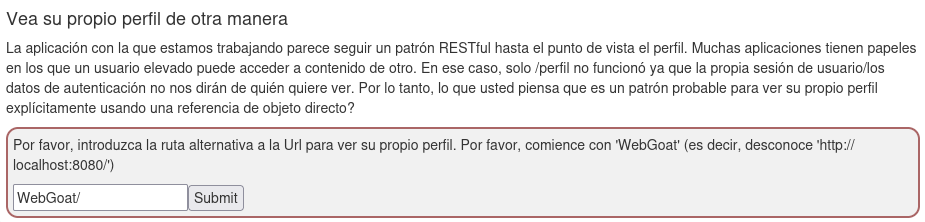 Vea su propio perfil de otra manera
La aplicación con la que estamos trabajando parece seguir un patrón RESTful hasta el punto de vista el perfil. Muchas aplicaciones tienen papeles
en los que un usuario elevado puede acceder a contenido de otro. En ese caso, solo /perfil no funcionó ya que la propia sesión de usuario/los
datos de autenticación no nos dirán de quién quiere ver. Por lo tanto, lo que usted piensa que es un patrón probable para ver su propio perfil
explícitamente usando una referencia de objeto directo?
Por favor, introduzca la ruta alternativa a la Url para ver su propio perfil. Por favor, comience con 'WebGoat' (es decir, desconoce 'http://
localhost:8080/')
WebGoat/ Submit